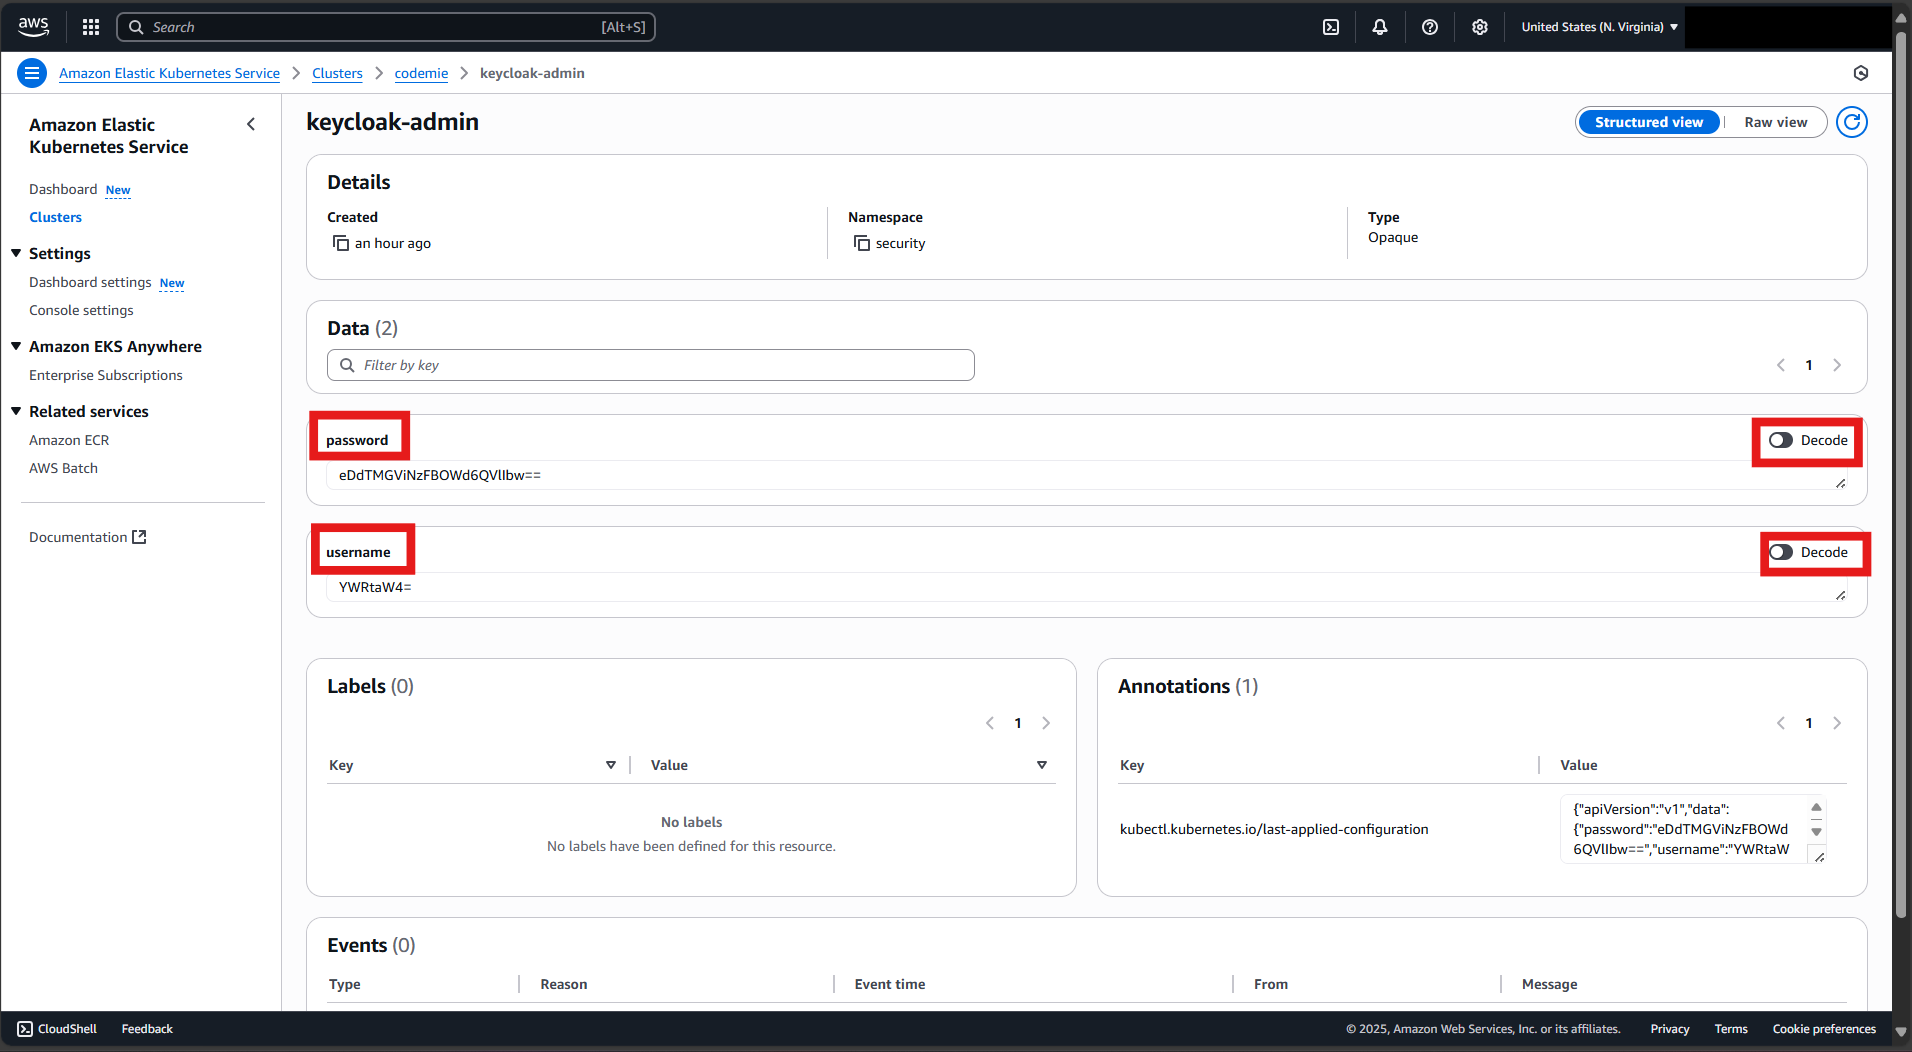 aws
Search [Alt+S]
United States (N. Virginia)
Amazon Elastic Kubernetes Service > Clusters > codemie > keycloak-admin
Amazon Elastic
Kubernetes Service
Dashboard New
Clusters
Settings
Dashboard settings New
Console settings
Amazon EKS Anywhere
Enterprise Subscriptions
Related services
Amazon ECR
AWS Batch
Documentation
keycloak-admin
Structured view | Raw view
Details
Created
an hour ago
Namespace
security
Type
Opaque
Data (2)
Filter by key
1
password
Decode
eDdTMGViNzFBOWd6QVlIbw==
username
Decode
YWRtaW4=
Labels (0)
1
Key Value
No labels
No labels have been defined for this resource.
Annotations (1)
1
Key Value
kubectl.kubernetes.io/last-applied-configuration
{"apiVersion":"v1","data":
{"password":"eDdTMGViNzFBOWd
6QVlIbw==","username":"YWRtaW
Events (0)
Type Reason Event time From Message
CloudShell Feedback
© 2025, Amazon Web Services, Inc. or its affiliates. Privacy Terms Cookie preferences